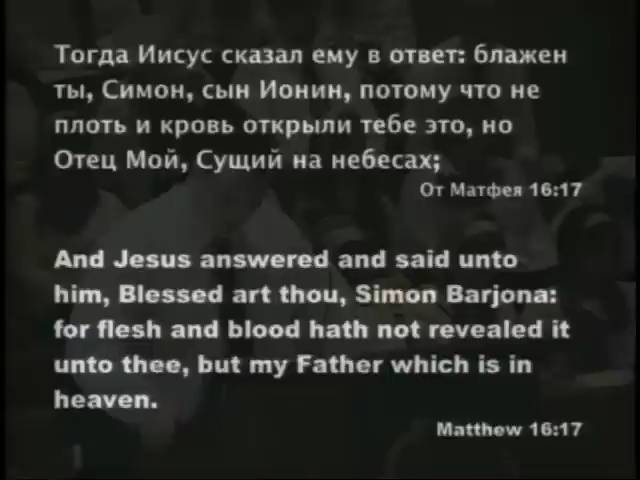 Тогда Иисус сказал ему в ответ: блажен
ты, Симон, сын Ионин, потому что не
плоть и кровь открыли тебе это, но
Отец Мой, Сущий на небесах;
От Матфея 16:17
And Jesus answered and said unto
him, Blessed art thou, Simon Barjona:
for flesh and blood hath not revealed it
unto thee, but my Father which is in
heaven.
Matthew 16:17